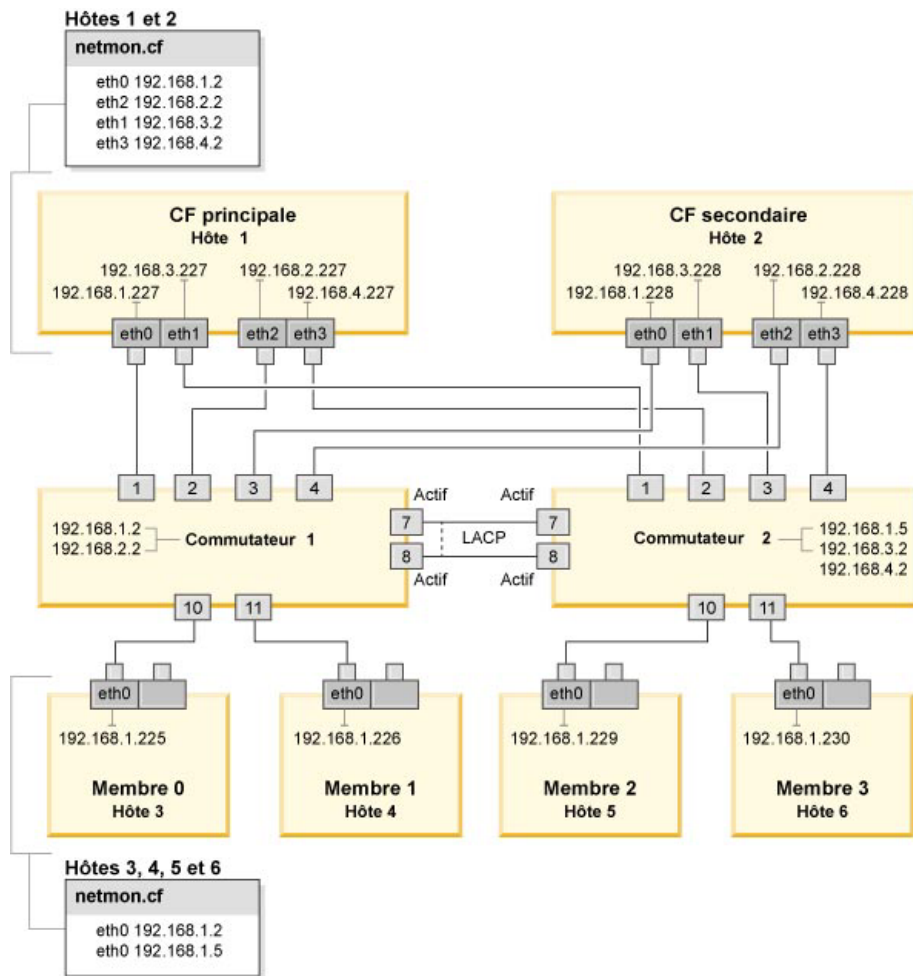 Hôtes 1 et 2
netmon.cf
eth0 192.168.1.2
eth2 192.168.2.2
eth1 192.168.3.2
eth3 192.168.4.2
CF principale
Hôte 1
192.168.3.227
192.168.2.227
192.168.1.227
192.168.4.227
eth0
eth1
eth2
eth3
CF secondaire
Hôte 2
192.168.3.228
192.168.2.228
192.168.1.228
192.168.4.228
eth0
eth1
eth2
eth3
1
2
3
4
1
2
3
4
192.168.1.2
192.168.2.2
Commutateur 1
Actif
7
8
Actif
LACP
Actif
7
8
Actif
Commutateur 2
192.168.1.5
192.168.3.2
192.168.4.2
10
11
10
11
eth0
192.168.1.225
Membre 0
Hôte 3
eth0
192.168.1.226
Membre 1
Hôte 4
eth0
192.168.1.229
Membre 2
Hôte 5
eth0
192.168.1.230
Membre 3
Hôte 6
Hôtes 3, 4, 5 et 6
netmon.cf
eth0 192.168.1.2
eth0 192.168.1.5